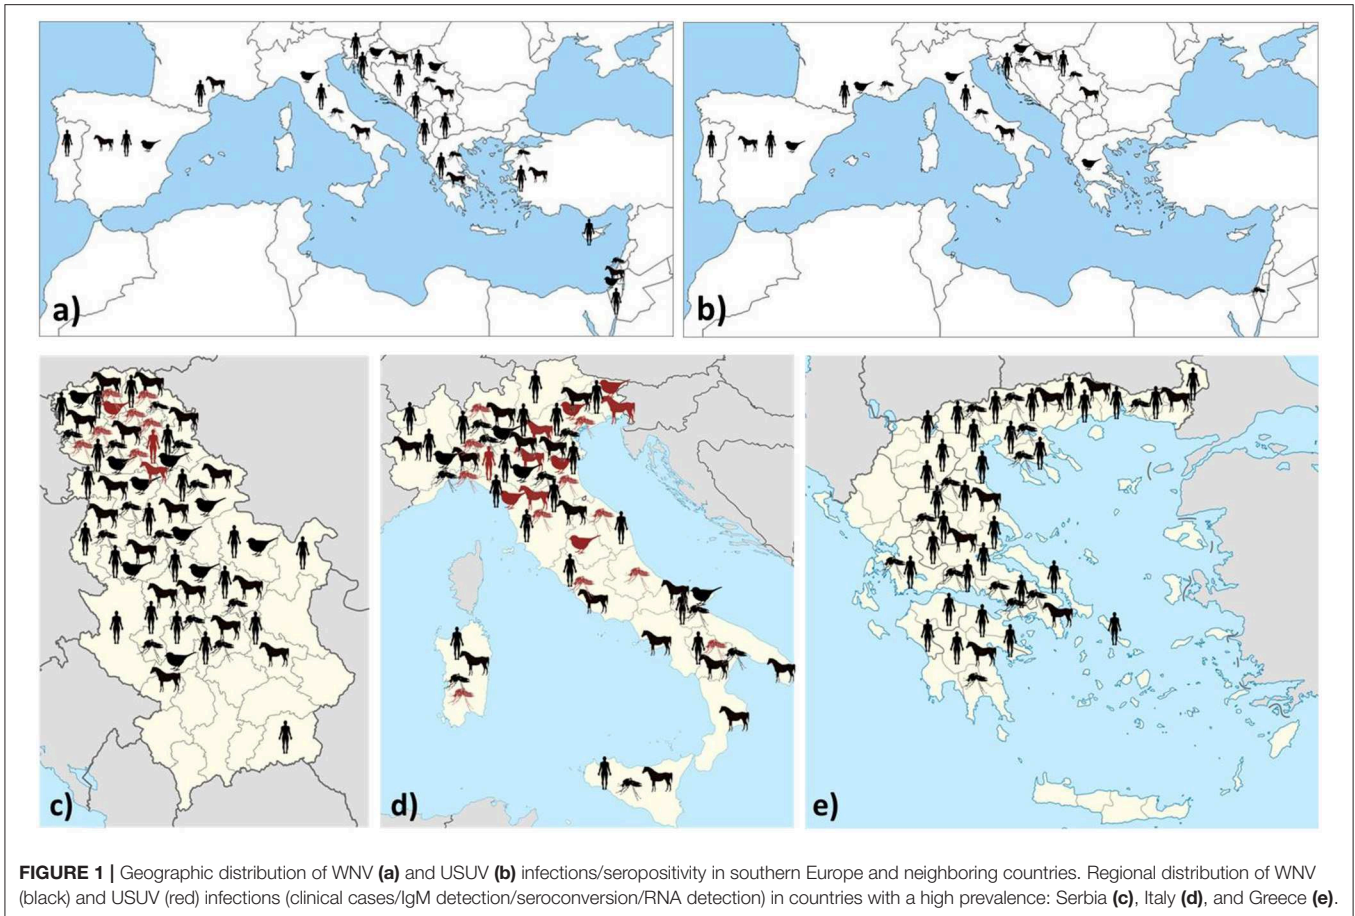 a)
b)
c)
d)
e)
FIGURE 1 | Geographic distribution of WNV (a) and USUV (b) infections/seropositivity in southern Europe and neighboring countries. Regional distribution of WNV
(black) and USUV (red) infections (clinical cases/IgM detection/seroconversion/RNA detection) in countries with a high prevalence: Serbia (c), Italy (d), and Greece (e).